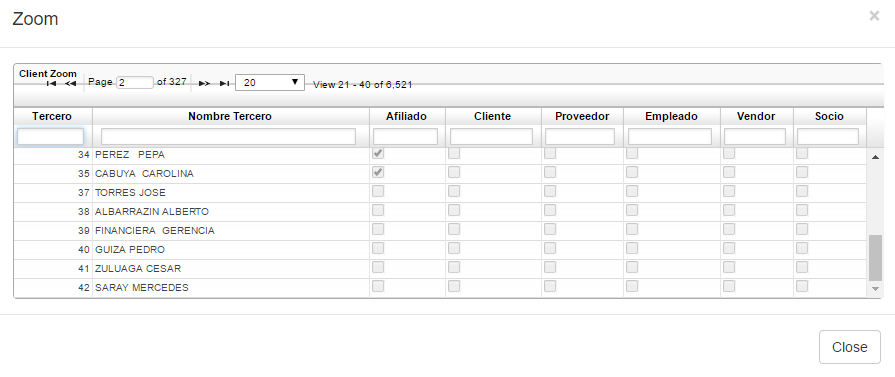 Zoom
×
Client Zoom
Page 2 of 327 20 View 21 - 40 of 6,521
Tercero Nombre Tercero Afiliado Cliente Proveedor Empleado Vendor Socio
34 PEREZ PEPA
35 CABUYA CAROLINA
37 TORRES JOSE
38 ALBARRAZIN ALBERTO
39 FINANCIERA GERENCIA
40 GUIZA PEDRO
41 ZULUAGA CESAR
42 SARAY MERCEDES
Close